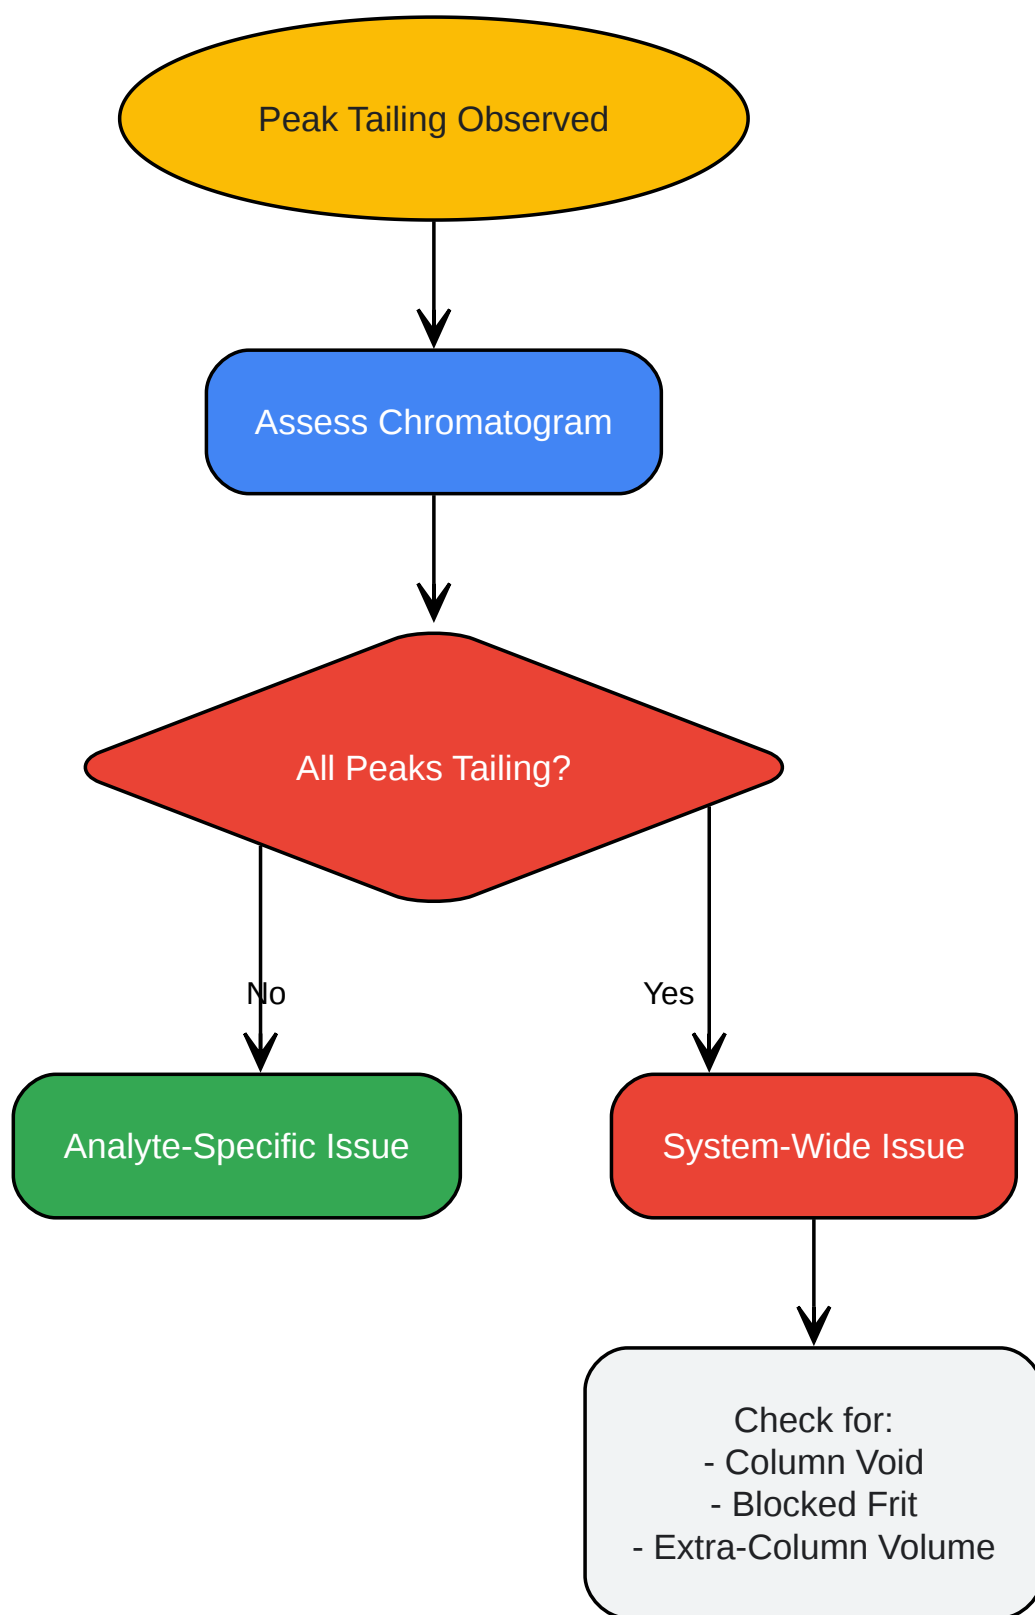 Peak Tailing Observed
Assess Chromatogram
All Peaks Tailing?
No
Yes
Analyte-Specific Issue
System-Wide Issue
Check for:
- Column Void
- Blocked Frit
- Extra-Column Volume